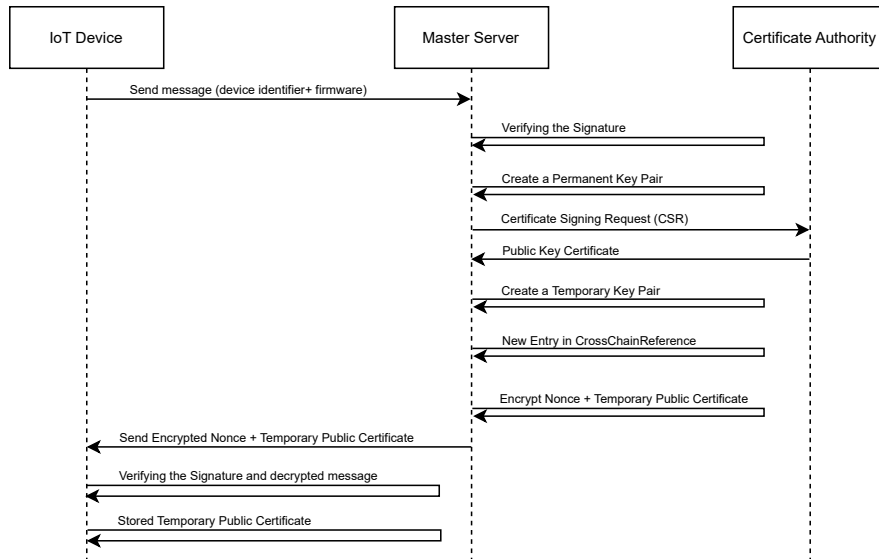 IoT Device
Master Server
Certificate Authority
Send message (device identifier+ firmware)
Verifying the Signature
Create a Permanent Key Pair
Certificate Signing Request (CSR)
Public Key Certificate
Create a Temporary Key Pair
New Entry in CrossChainReference
Encrypt Nonce + Temporary Public Certificate
Send Encrypted Nonce + Temporary Public Certificate
Verifying the Signature and decrypted message
Stored Temporary Public Certificate